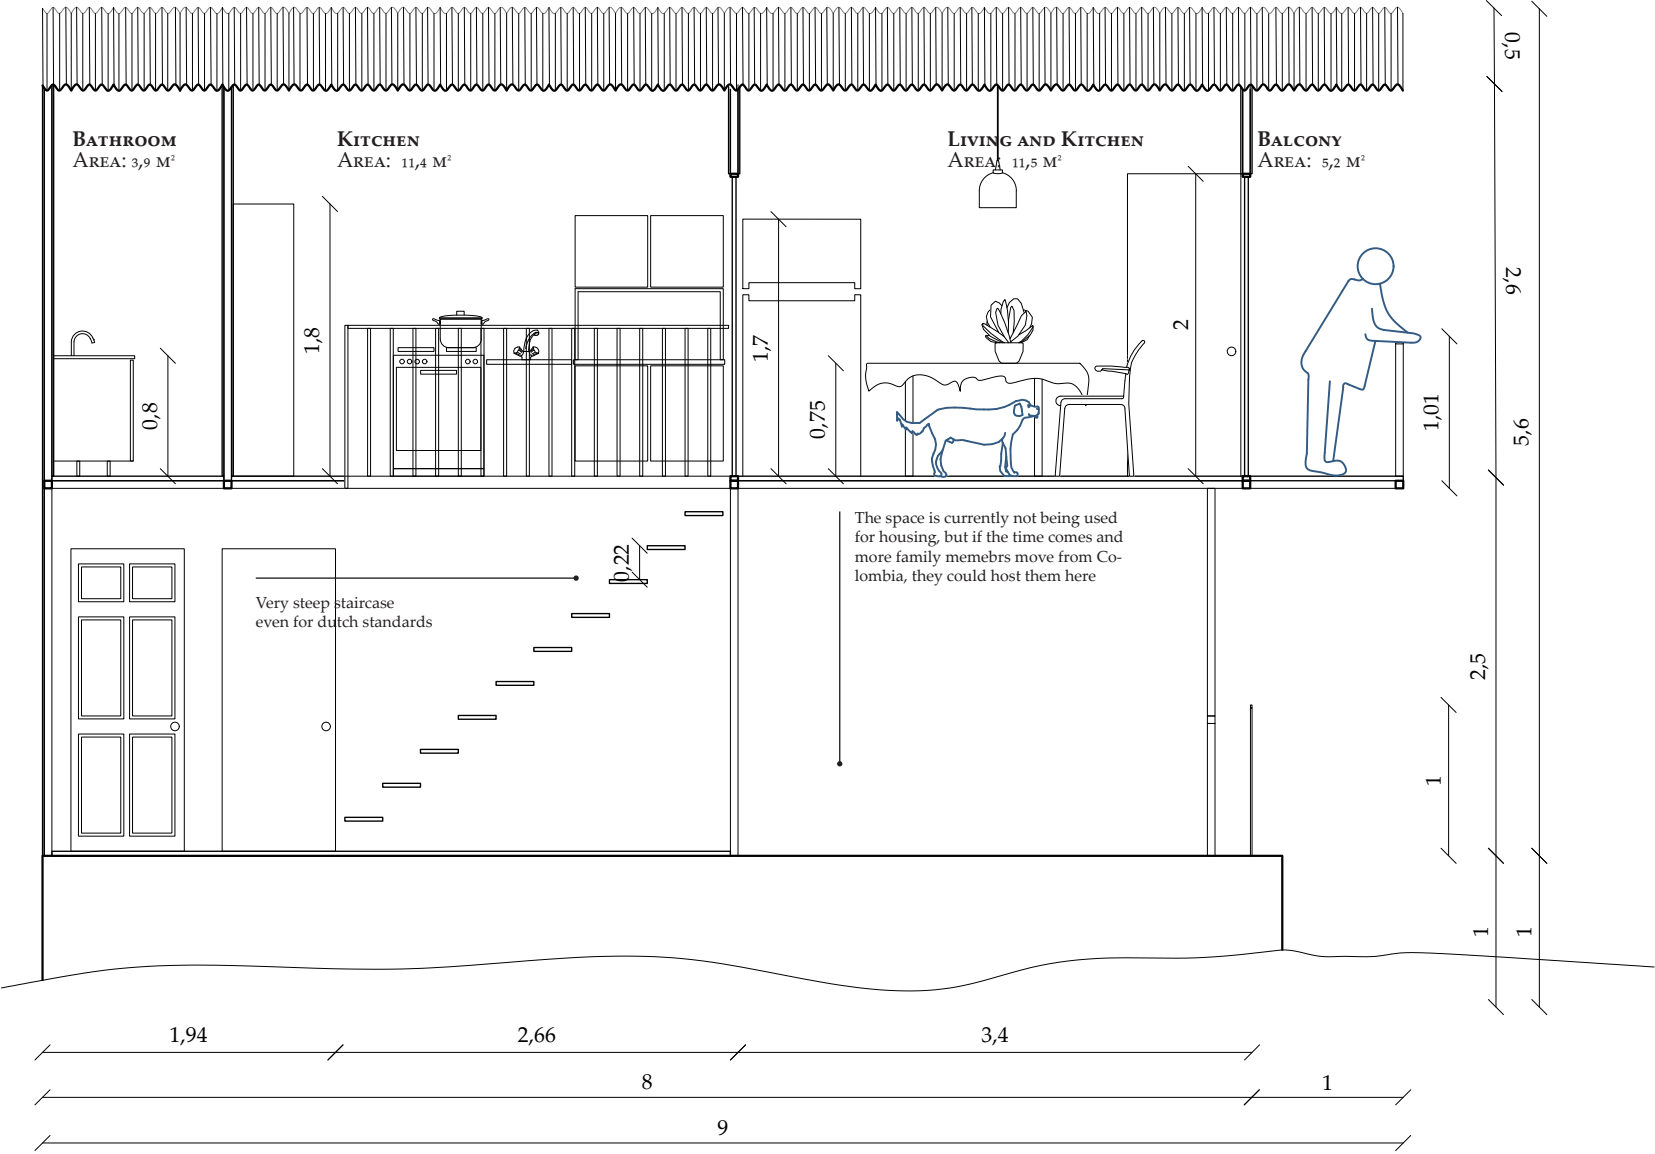 0,5
Bathroom
Area: 3,9 m²
Kitchen
Area: 11,4 m²
Living and Kitchen
Area: 11,5 m²
Balcony
Area: 5,2 m²
2,6
1,8
1,7
2
0,8
0,75
1,01
5,6
The space is currently not being used
for housing, but if the time comes and
more family memebrs move from Co-
lombia, they could host them here
0,22
Very steep staircase
even for dutch standards
2,5
1
1
1
1,94
2,66
3,4
8
1
9